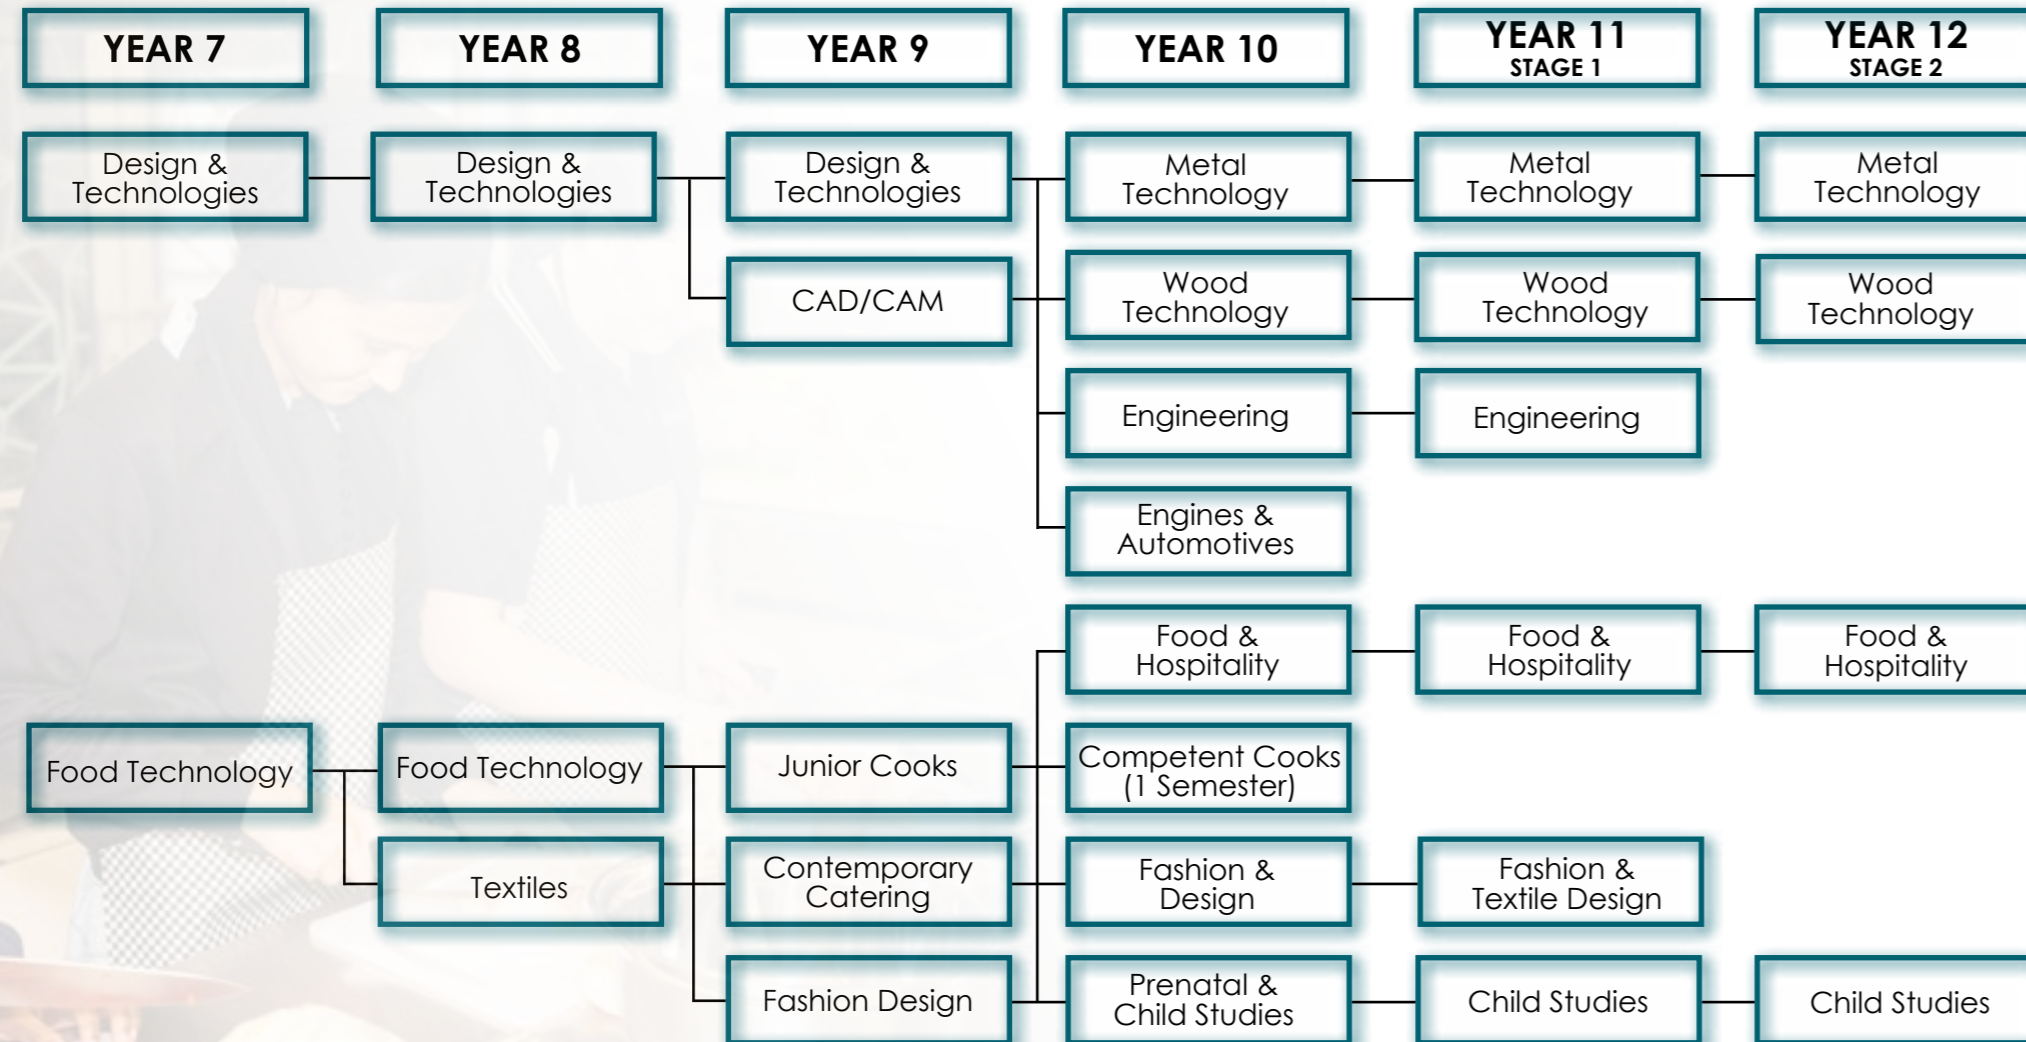 YEAR 7
YEAR 8
YEAR 9
YEAR 10
YEAR 11
STAGE 1
YEAR 12
STAGE 2
Design &
Technologies
Design &
Technologies
Design &
Technologies
Metal
Technology
Metal
Technology
Metal
Technology
CAD/CAM
Wood
Technology
Wood
Technology
Wood
Technology
Engineering
Engineering
Engines &
Automotives
Food &
Hospitality
Food &
Hospitality
Food &
Hospitality
Food Technology
Food Technology
Junior Cooks
Competent Cooks
(1 Semester)
Textiles
Contemporary
Catering
Fashion &
Design
Fashion &
Textile Design
Fashion Design
Prenatal &
Child Studies
Child Studies
Child Studies